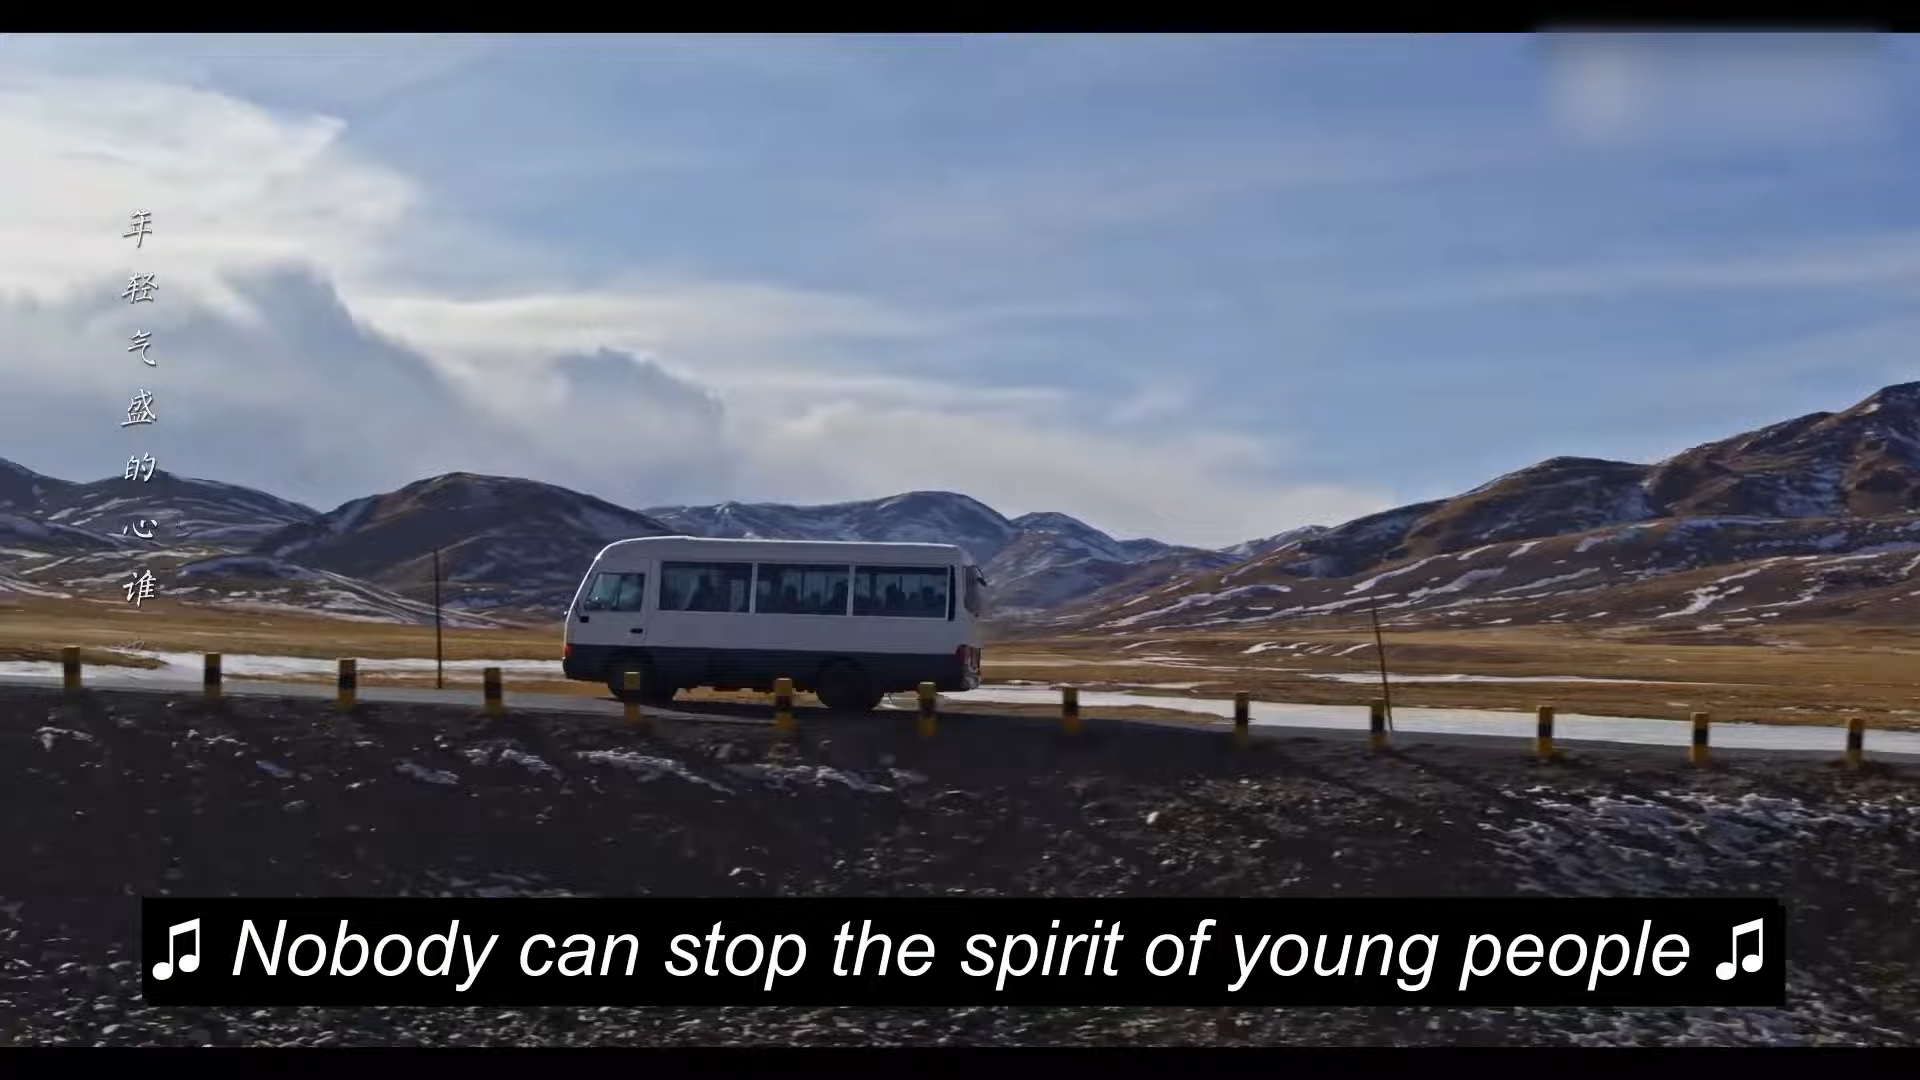 年轻气盛的心谁
♫ Nobody can stop the spirit of young people ♫